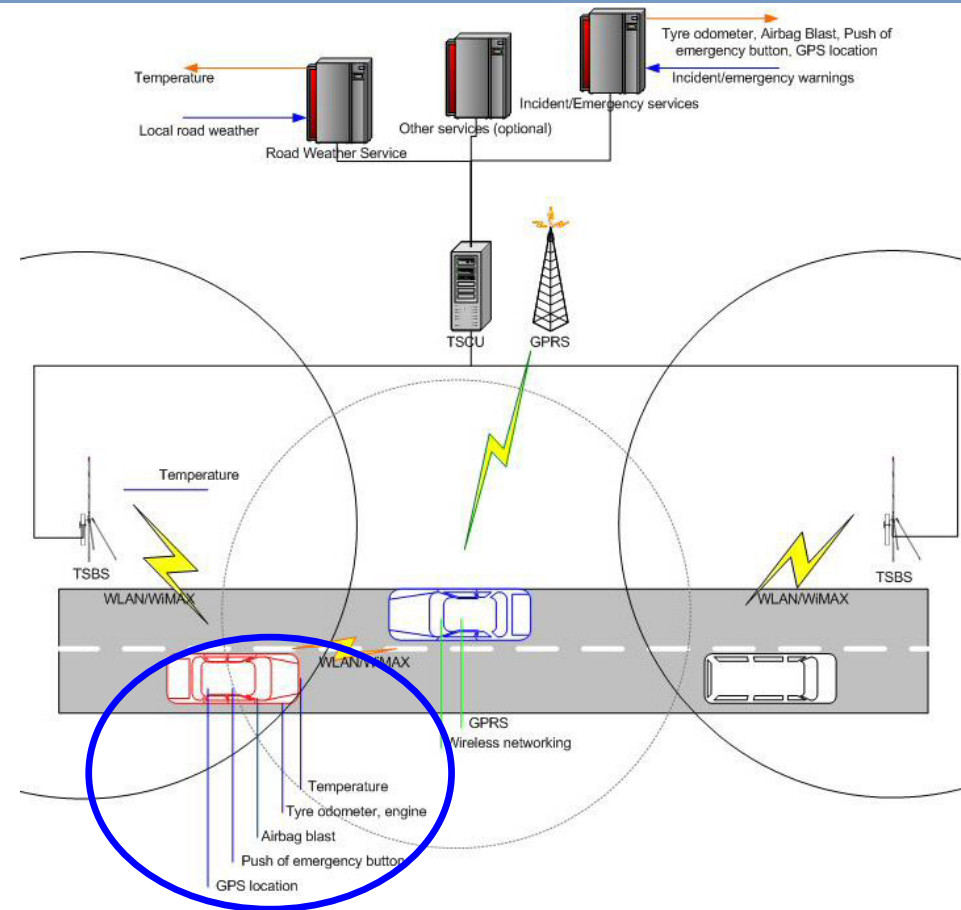 Tyre odometer, Airbag Blast, Push of
emergency button, GPS location
Temperature
Incident/emergency warnings
Incident/Emergency services
Local road weather
Other services (optional)
Road Weather Service
TSCU
GPRS
Temperature
TSBS
TSBS
WLAN/WiMAX
WLAN/WiMAX
WLAN/WiMAX
GPRS
Wireless networking
Temperature
Tyre odometer, engine
Airbag blast
Push of emergency button
GPS location